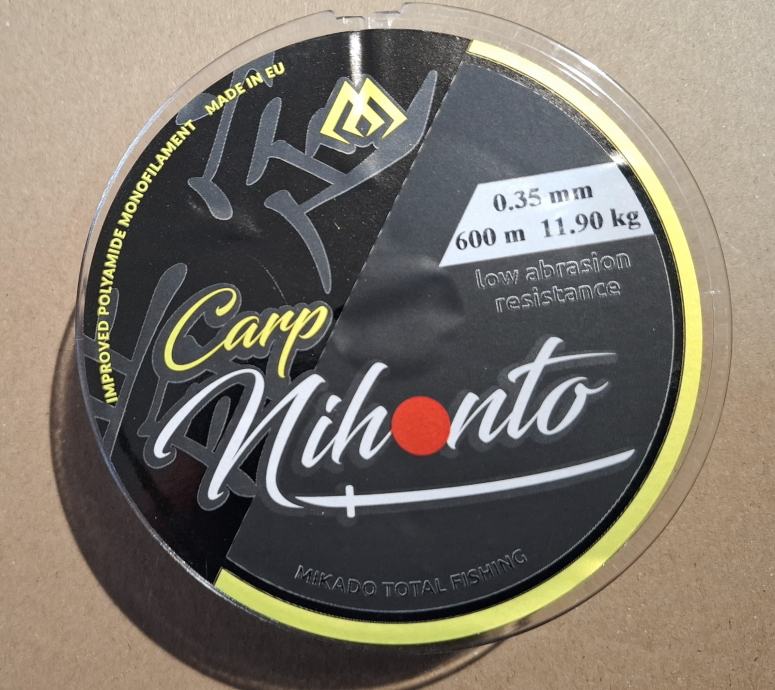 IMPROVED POLYAMIDE MONOFILAMENT MADE IN EU
0.35 mm
600 m 11.90 kg
low abrasion
resistance
Carp
Nihonto
MIKADO TOTAL FISHING